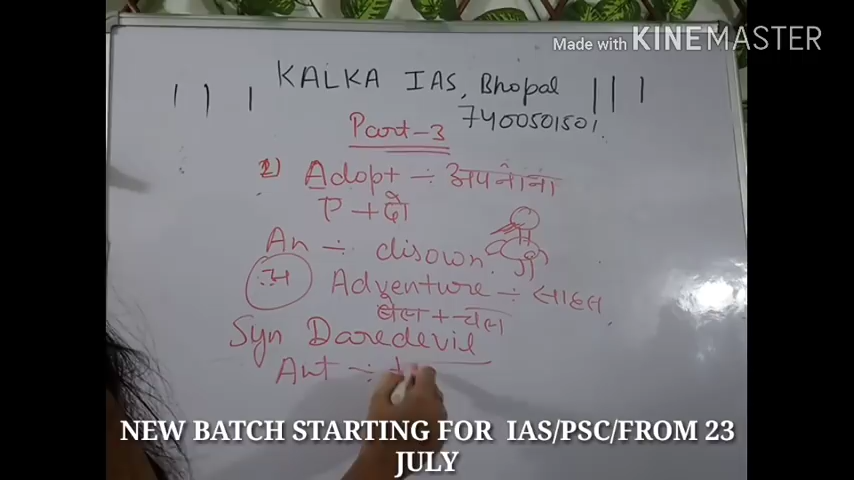 Made with KINEMASTER
KALKA IAS, Bhopal
7400501501
Part-3
2) Adopt ÷ अपनाना
P + दो
An ÷ disown
Adventure ÷ साहस
Syn Daredevil
Ant ÷
NEW BATCH STARTING FOR IAS/PSC/FROM 23
JULY